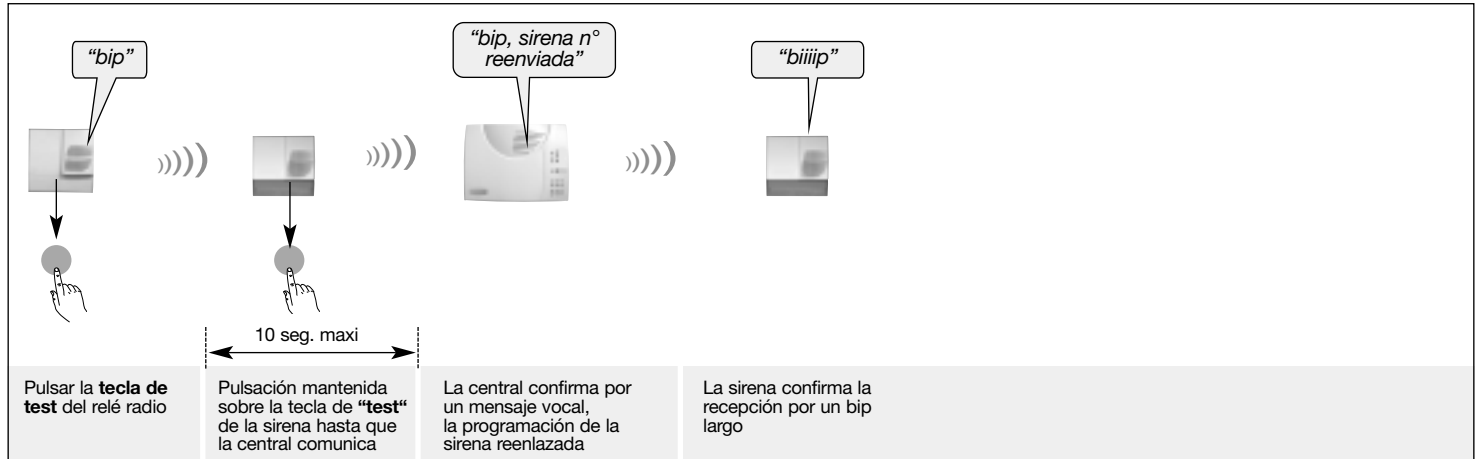 “bip”
“bip, sirena n°
reenviada”
“biiiip”
10 seg. maxi
Pulsar la tecla de
test del relé radio
Pulsación mantenida
sobre la tecla de “test“
de la sirena hasta que
la central comunica
La central confirma por
un mensaje vocal,
la programación de la
sirena reenlazada
La sirena confirma la
recepción por un bip
largo